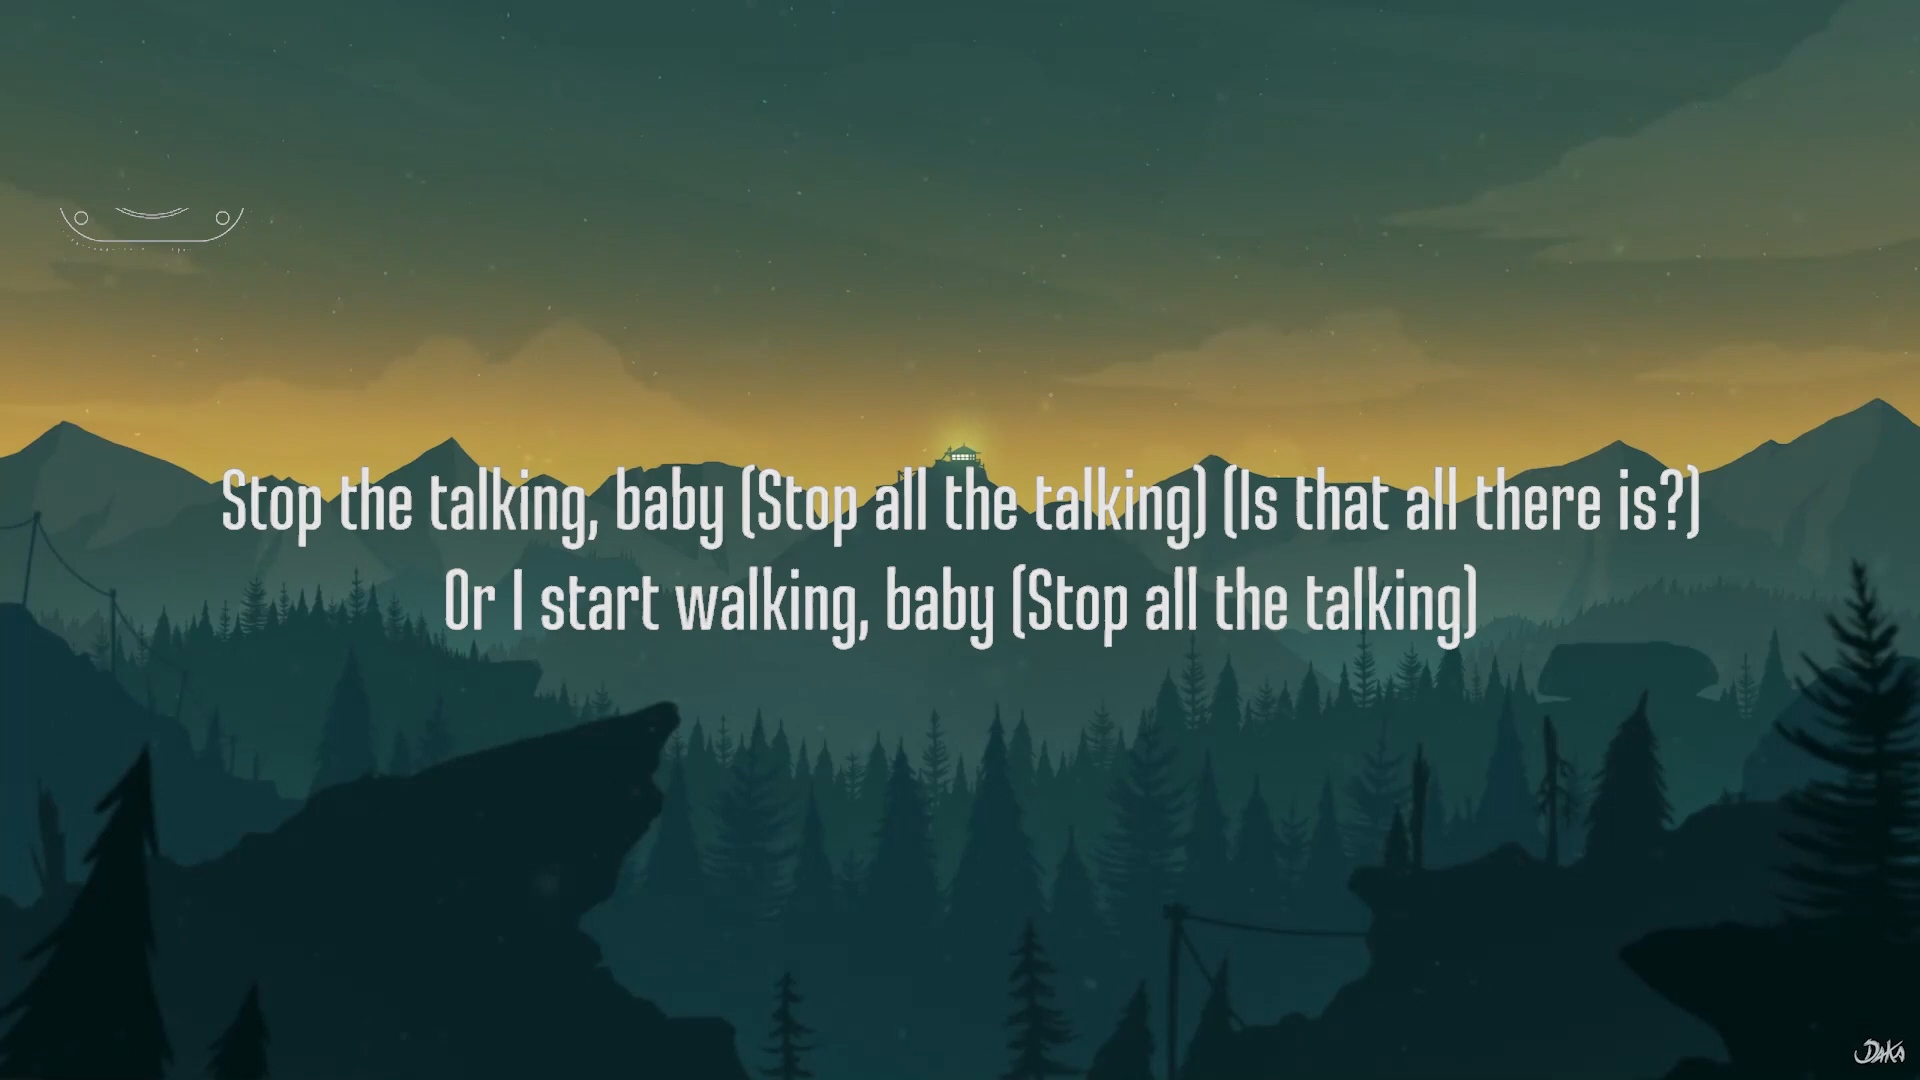 Stop the talking, baby (Stop all the talking) (Is that all there is?)
Or I start walking, baby (Stop all the talking)
DAKA